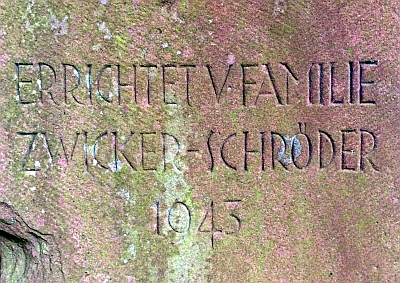 ERRICHTET V FAMILIE
ZWICKER-SCHRÖDER
1943